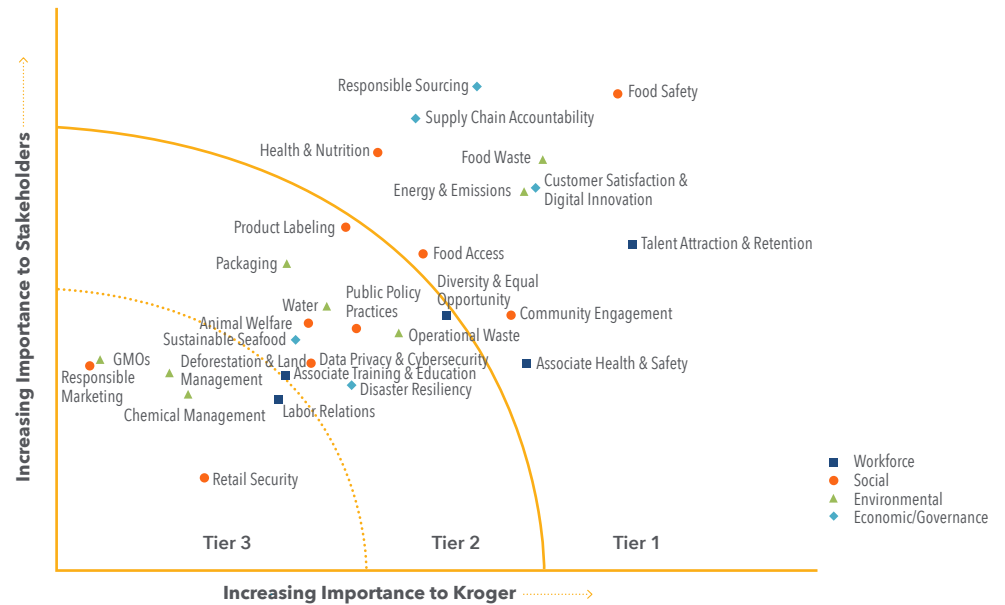 Increasing Importance to Stakeholders
Responsible Sourcing
Food Safety
Supply Chain Accountability
Health & Nutrition
Food Waste
Energy & Emissions
Customer Satisfaction &
Digital Innovation
Product Labeling
Talent Attraction & Retention
Food Access
Packaging
Diversity & Equal
Opportunity
Public Policy
Practices
Water
Community Engagement
Animal Welfare
Operational Waste
Sustainable Seafood
GMOs
Deforestation & Land
Management
Data Privacy & Cybersecurity
Associate Health & Safety
Responsible
Marketing
Associate Training & Education
Disaster Resiliency
Chemical Management
Labor Relations
Retail Security
Workforce
Social
Environmental
Economic/Governance
Tier 3
Tier 2
Tier 1
Increasing Importance to Kroger